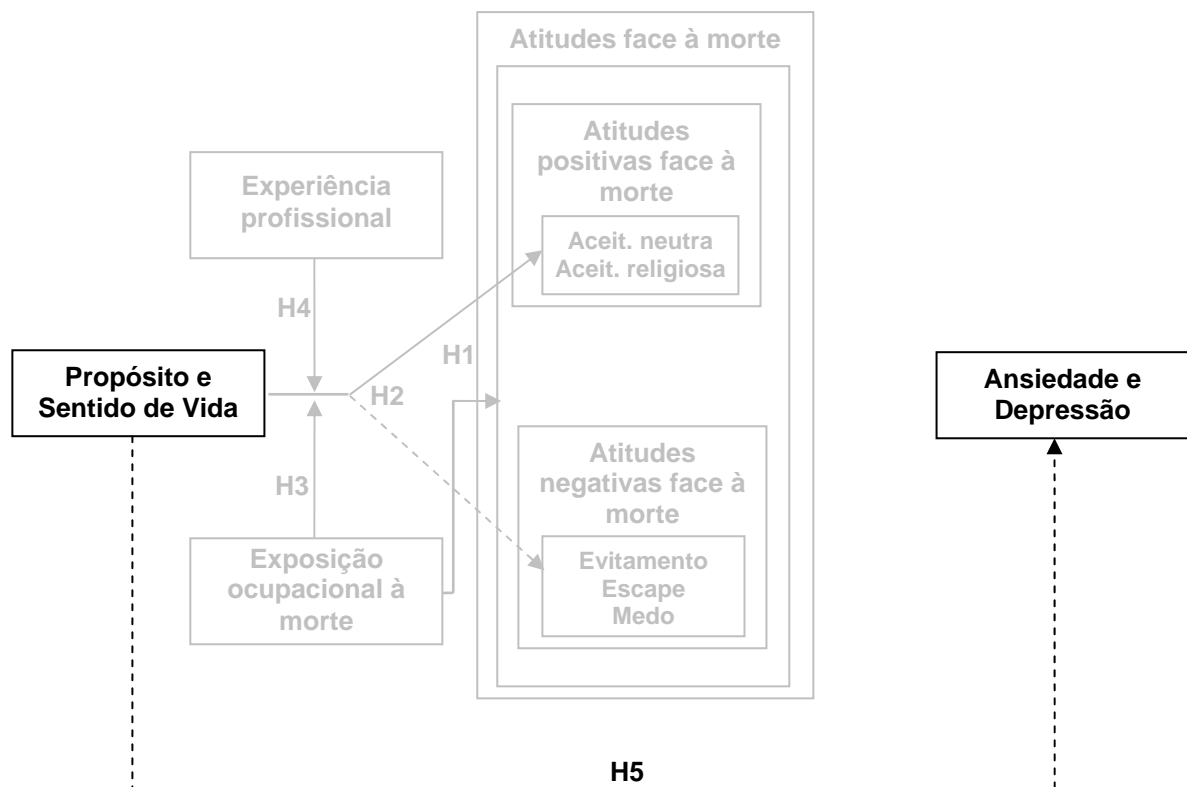 Atitudes face à morte
Atitudes
positivas face à
morte
Experiência
profissional
Aceit. neutra
Aceit. religiosa
H4
H1
Propósito e
Sentido de Vida
H2
Ansiedade e
Depressão
Atitudes
negativas face à
morte
H3
Exposição
ocupacional à
morte
Evitamento
Escape
Medo
H5